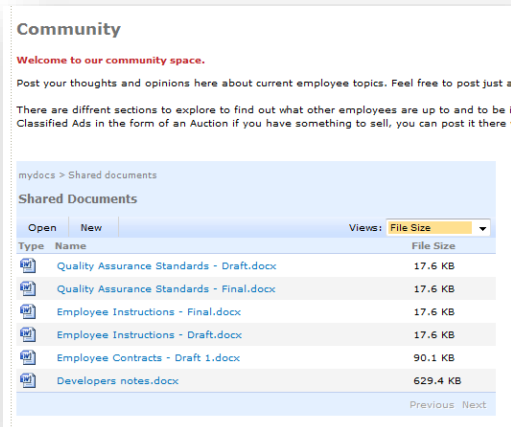 Community
Welcome to our community space.
Post your thoughts and opinions here about current employee topics. Feel free to post just a
There are diffrent sections to explore to find out what other employees are up to and to be
Classified Ads in the form of an Auction if you have something to sell, you can post it there
mydocs > Shared documents
Shared Documents
Open New Views: File Size
Type Name File Size
Quality Assurance Standards - Draft.docx 17.6 KB
Quality Assurance Standards - Final.docx 17.6 KB
Employee Instructions - Final.docx 17.6 KB
Employee Instructions - Draft.docx 17.6 KB
Employee Contracts - Draft 1.docx 90.1 KB
Developers notes.docx 629.4 KB
Previous Next